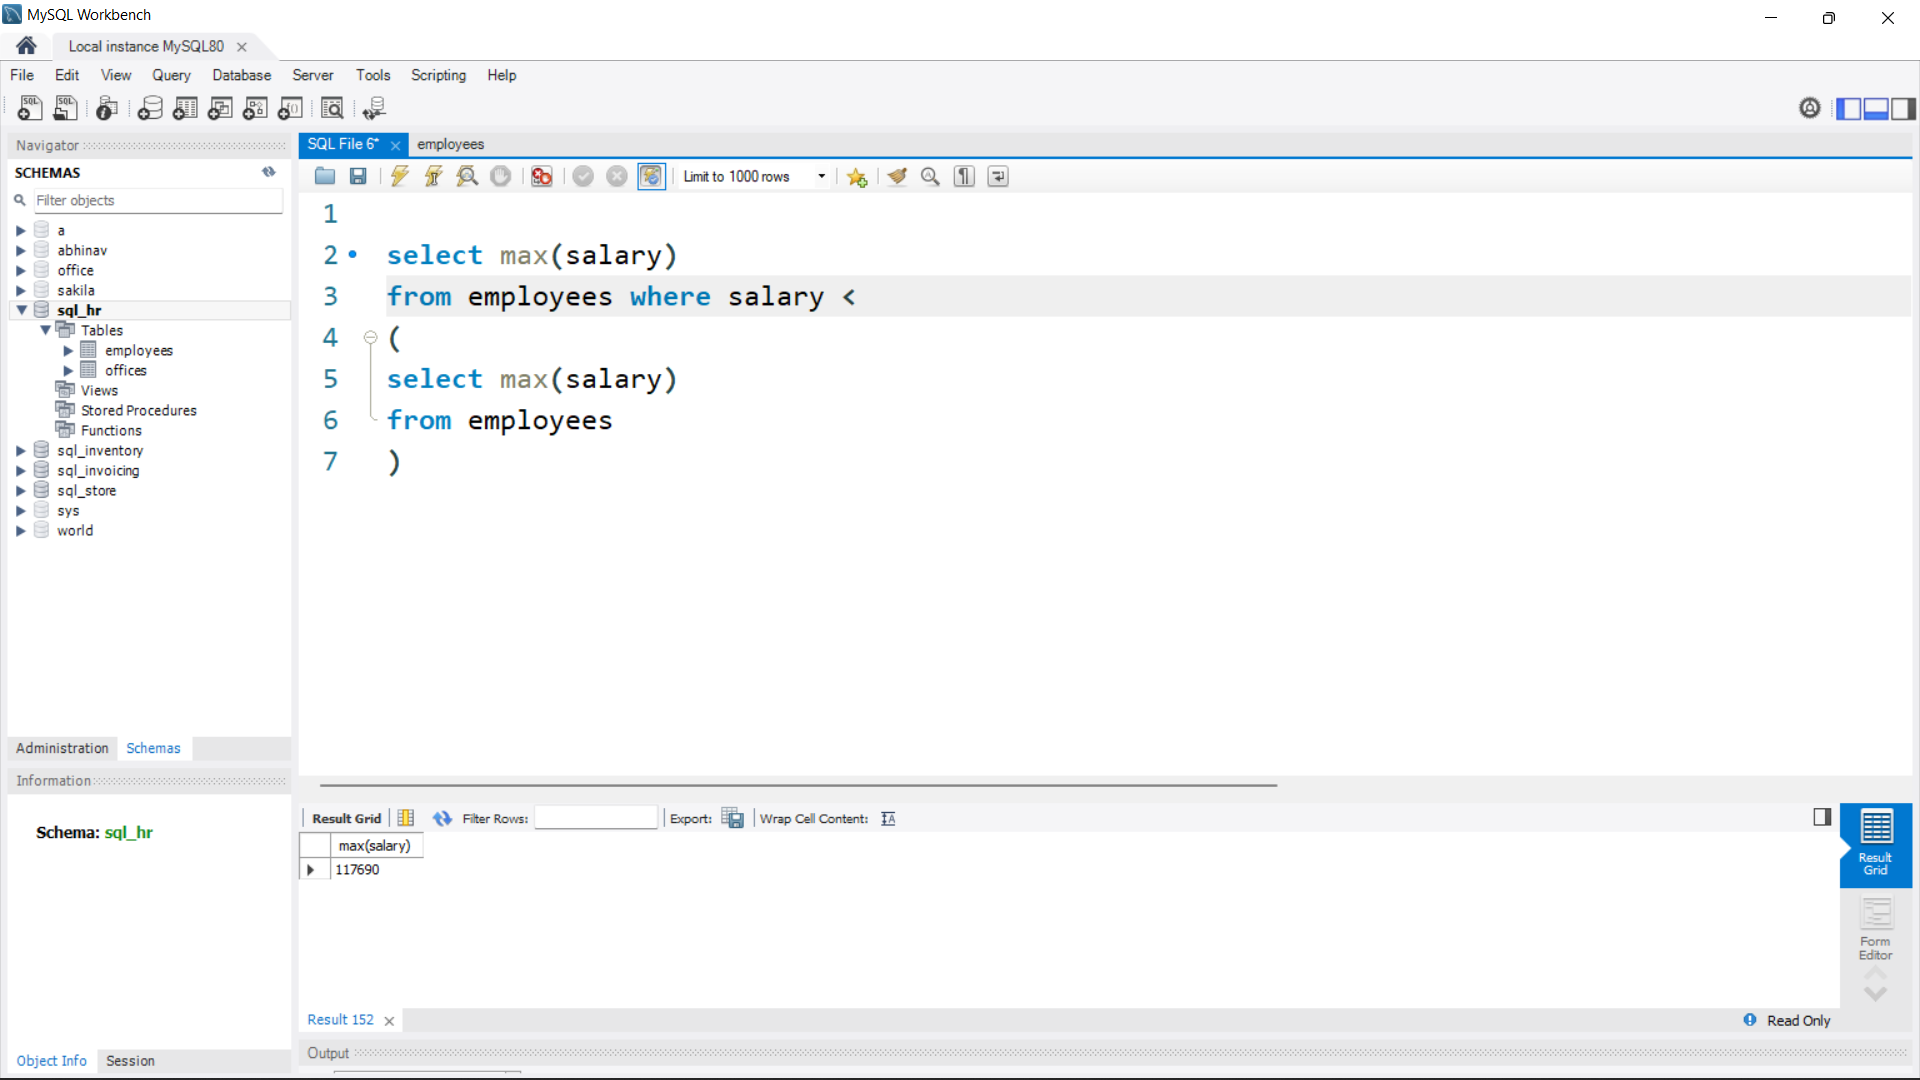 MySQL Workbench
Local instance MySQL80
File Edit View Query Database Server Tools Scripting Help
Navigator
SCHEMAS
Filter objects
a
abhinav
office
sakila
sql_hr
Tables
employees
offices
Views
Stored Procedures
Functions
sql_inventory
sql_invoicing
sql_store
sys
world
Administration Schemas
Information
Schema: sql_hr
Object Info Session
SQL File 6* employees
Limit to 1000 rows
1
2 select max(salary)
3 from employees where salary <
4 (
5 select max(salary)
6 from employees
7 )
Result Grid Filter Rows: Export: Wrap Cell Content:
max(salary)
117690
Result
Grid
Form
Editor
Result 152
Read Only
Output